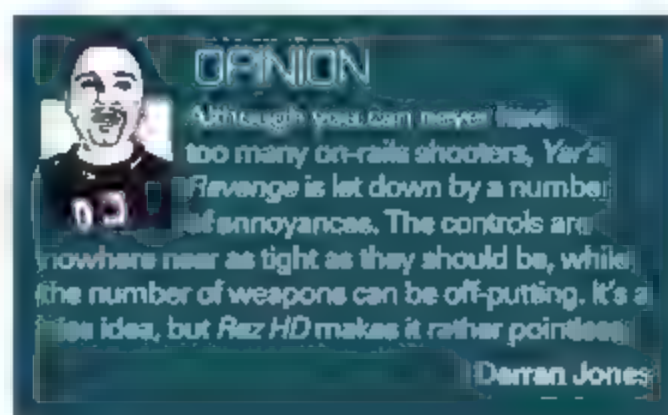 OPINION
Although you can never have
too many on-rails shooters, Yar's
Revenge is let down by a number
of annoyances. The controls are
nowhere near as tight as they should be, while
the number of weapons can be off-putting. It's a
idea, but Rez HD makes it rather pointless.
Darran Jones